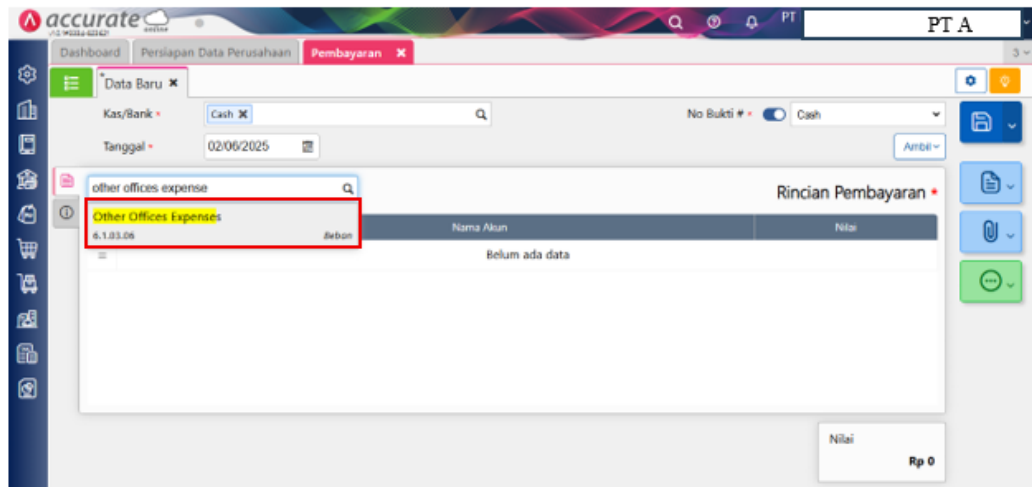 accurate
online
PT
PT A
Dashboard
Persiapan Data Perusahaan
Pembayaran
3
*Data Baru
Kas/Bank *
Cash
No Bukti # *
Cash
Tanggal *
02/06/2025
Ambil
other offices expense
Rincian Pembayaran *
Other Offices Expenses
6.1.03.06
Beban
Nama Akun
Nilai
Belum ada data
Nilai
Rp 0